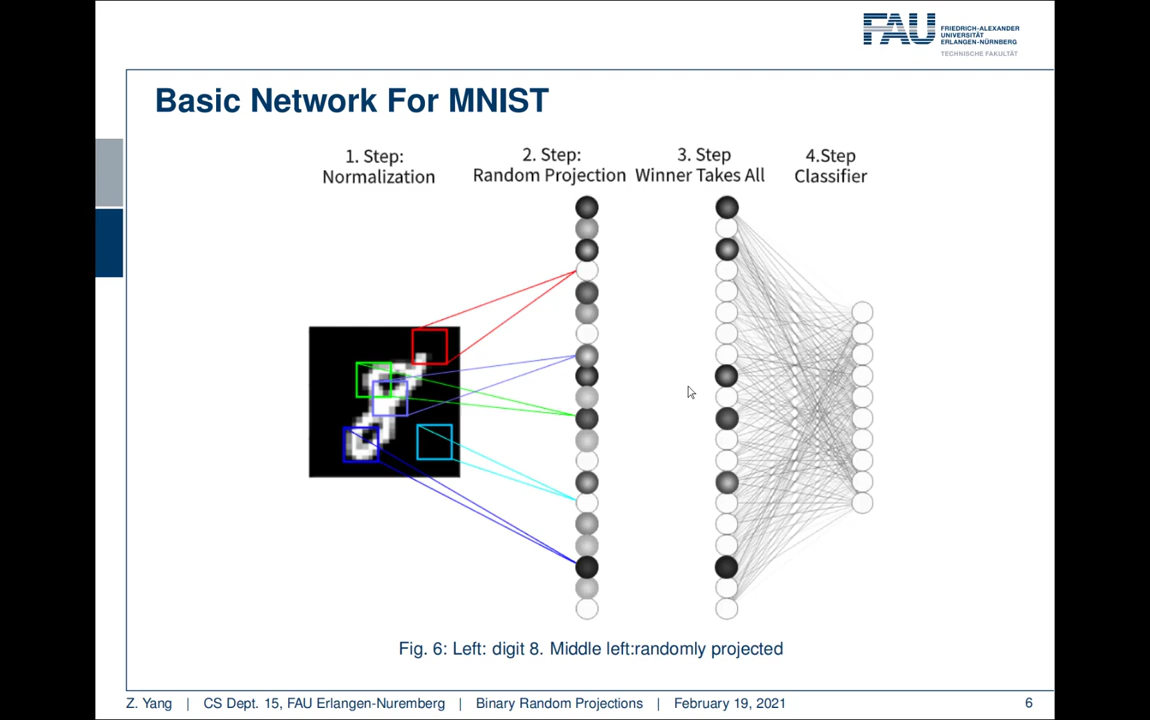 FAU
FRIEDRICH-ALEXANDER
UNIVERSITÄT
ERLANGEN-NÜRNBERG
TECHNISCHE FAKULTÄT
Basic Network For MNIST
1. Step:
Normalization
2. Step:
Random Projection
3. Step
Winner Takes All
4.Step
Classifier
Fig. 6: Left: digit 8. Middle left:randomly projected
Z. Yang | CS Dept. 15, FAU Erlangen-Nuremberg | Binary Random Projections | February 19, 2021 6